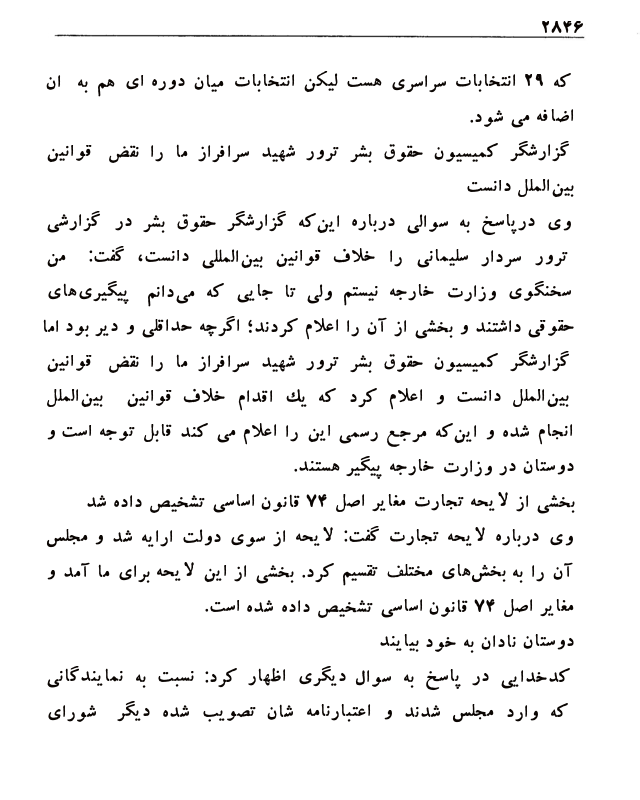 ۲۸۴۶
که ۲۹ انتخابات سراسری هست لیکن انتخابات میان دوره ای هم به ان
اضافه می شود.
گزارشگر کمیسیون حقوق بشر ترور شهید سرافراز ما را نقض قوانین
بین‌الملل دانست
وی درپاسخ به سوالی درباره این‌که گزارشگر حقوق بشر در گزارشی
ترور سردار سلیمانی را خلاف قوانین بین‌المللی دانست، گفت: من
سخنگوی وزارت خارجه نیستم ولی تا جایی که می‌دانم پیگیری‌های
حقوقی داشتند و بخشی از آن را اعلام کردند؛ اگرچه حداقلی و دیر بود اما
گزارشگر کمیسیون حقوق بشر ترور شهید سرافراز ما را نقض قوانین
بین‌الملل دانست و اعلام کرد که یك اقدام خلاف قوانین بین‌الملل
انجام شده و این‌که مرجع رسمی این را اعلام می کند قابل توجه است و
دوستان در وزارت خارجه پیگیر هستند.
بخشی از لایحه تجارت مغایر اصل ۷۴ قانون اساسی تشخیص داده شد
وی درباره لایحه تجارت گفت: لایحه از سوی دولت ارایه شد و مجلس
آن را به بخش‌های مختلف تقسیم کرد. بخشی از این لایحه برای ما آمد و
مغایر اصل ۷۴ قانون اساسی تشخیص داده شده است.
دوستان نادان به خود بیایند
کدخدایی در پاسخ به سوال دیگری اظهار کرد: نسبت به نمایندگانی
که وارد مجلس شدند و اعتبارنامه شان تصویب شده دیگر شورای